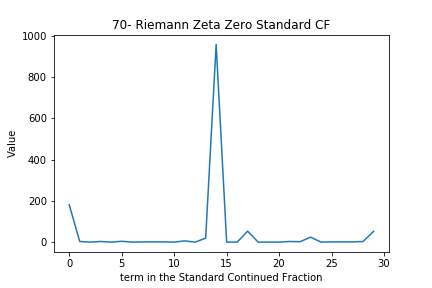 70- Riemann Zeta Zero Standard CF
1000
800
600
400
200
0
Value
0 5 10 15 20 25 30
term in the Standard Continued Fraction